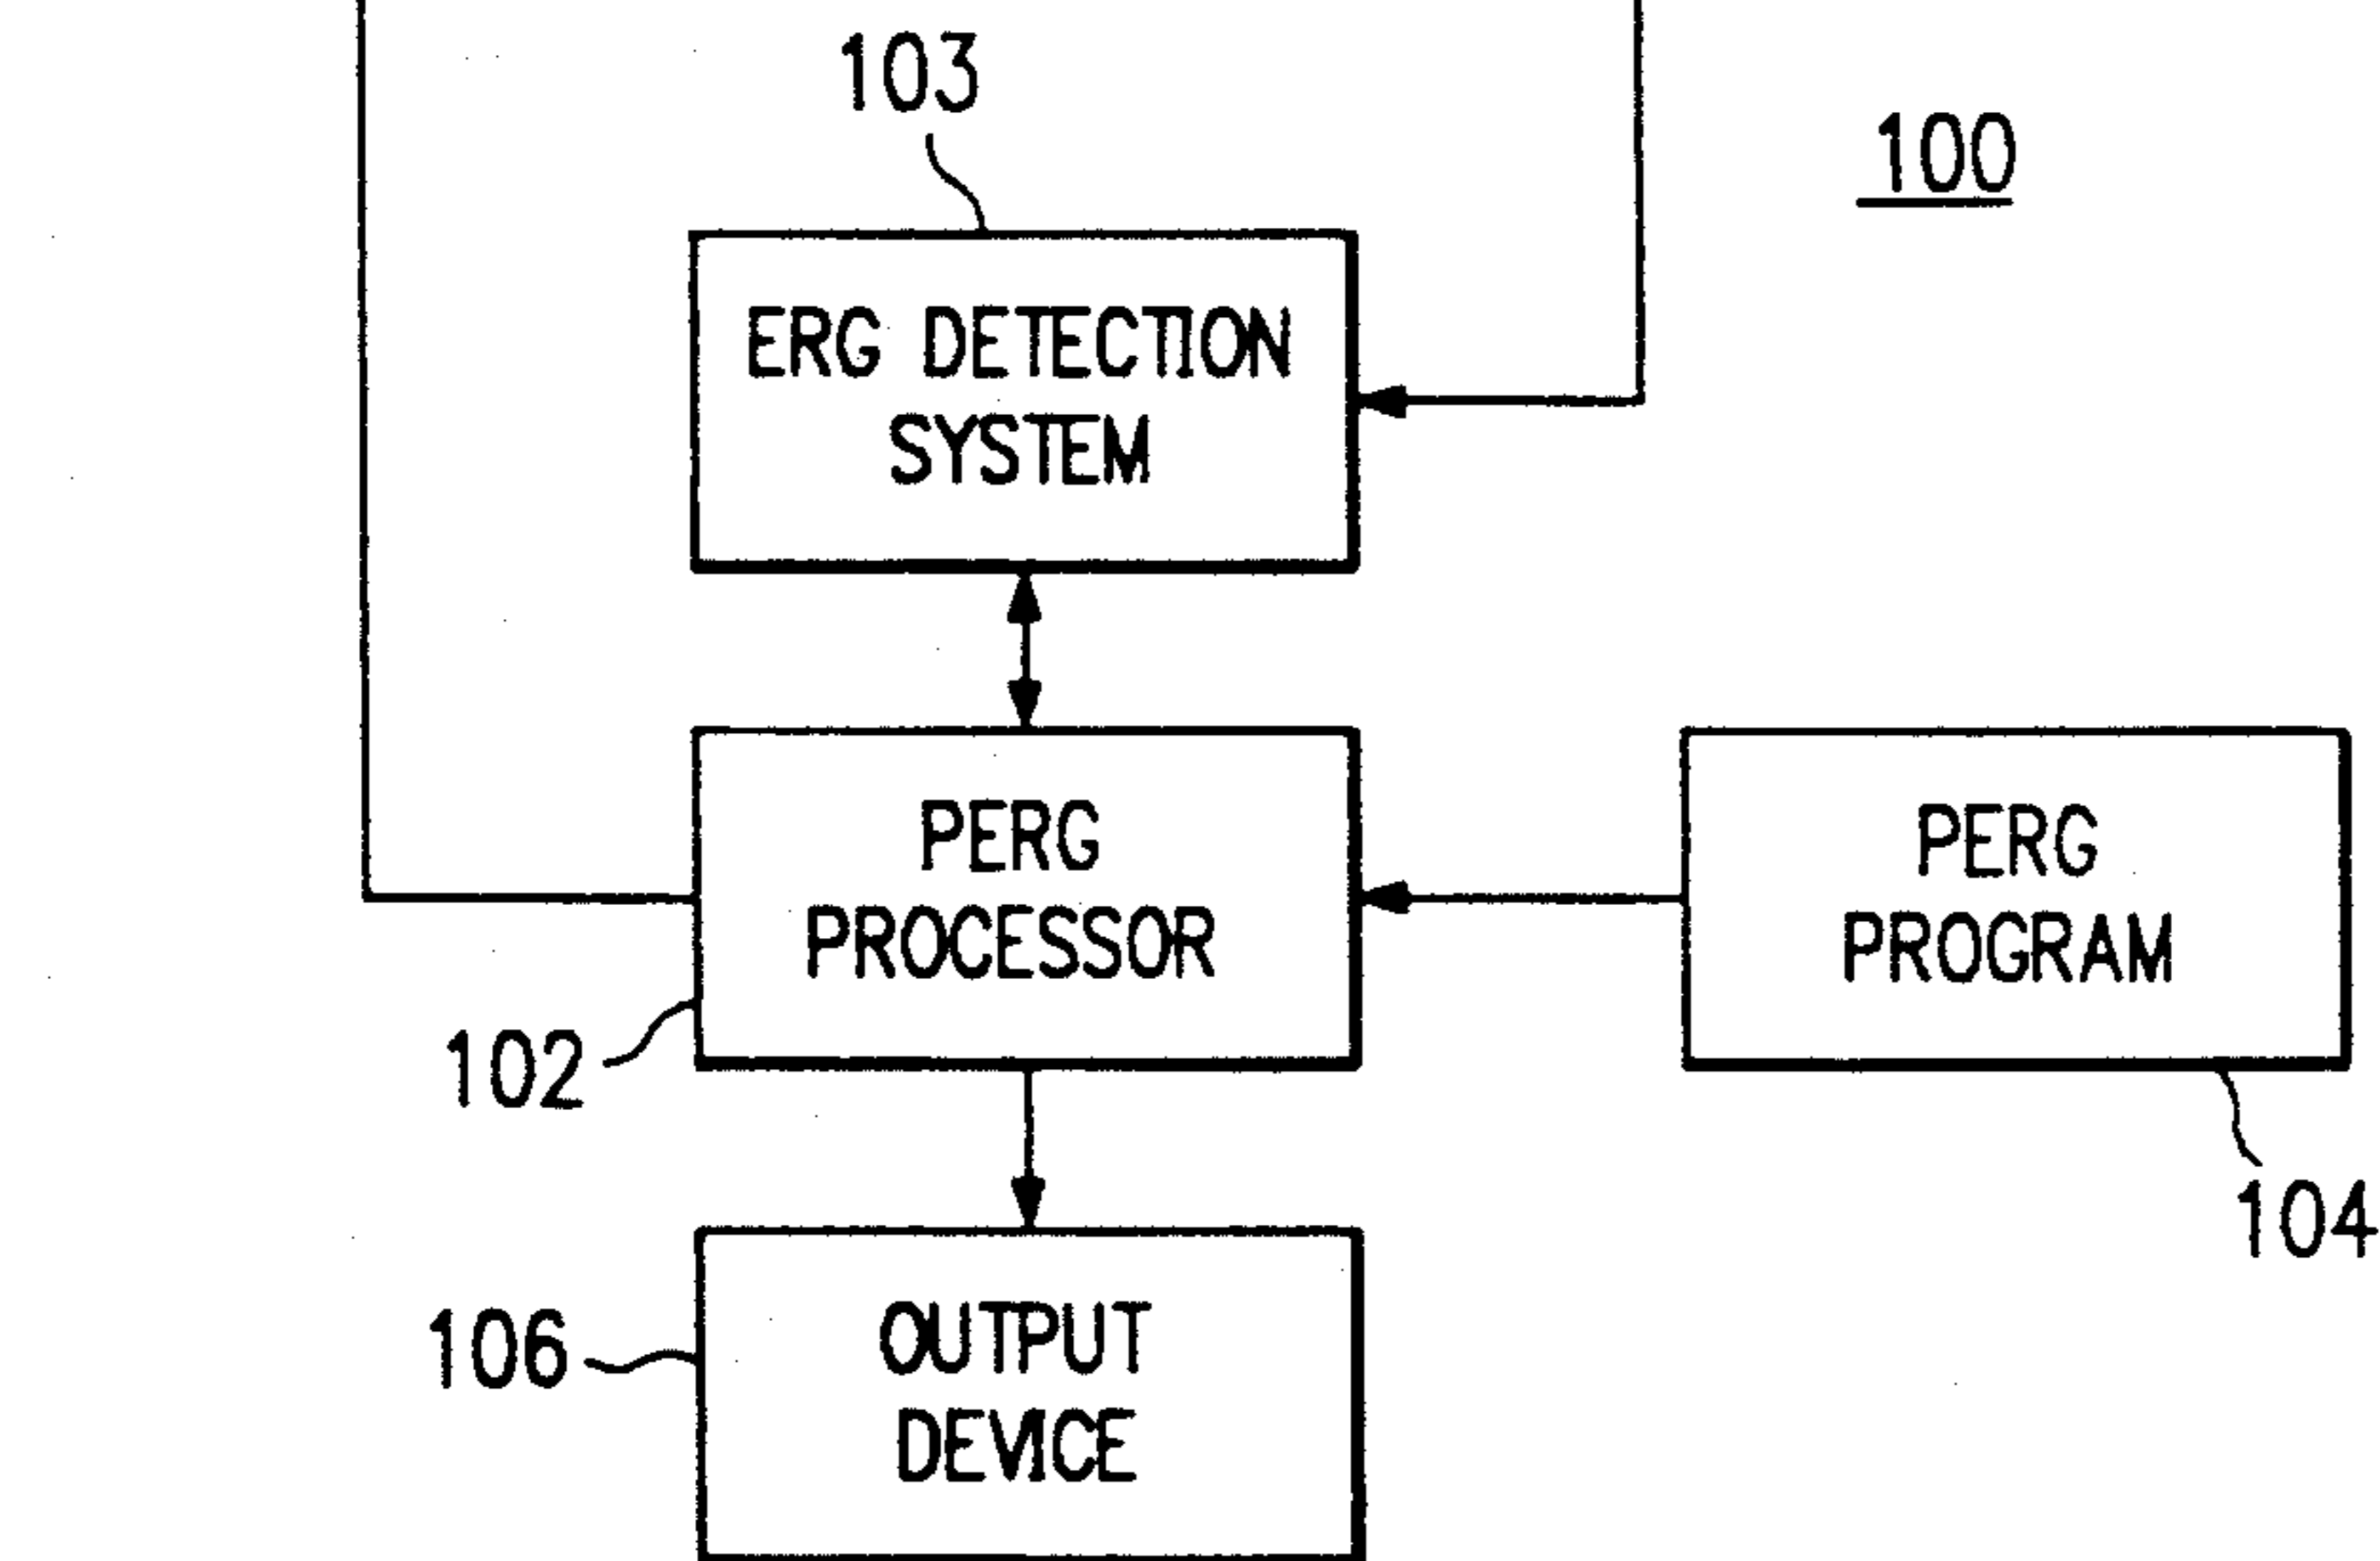 103
100
ERG DETECTION
SYSTEM
PERG
PROCESSOR
PERG
PROGRAM
102
104
106
OUTPUT
DEVICE